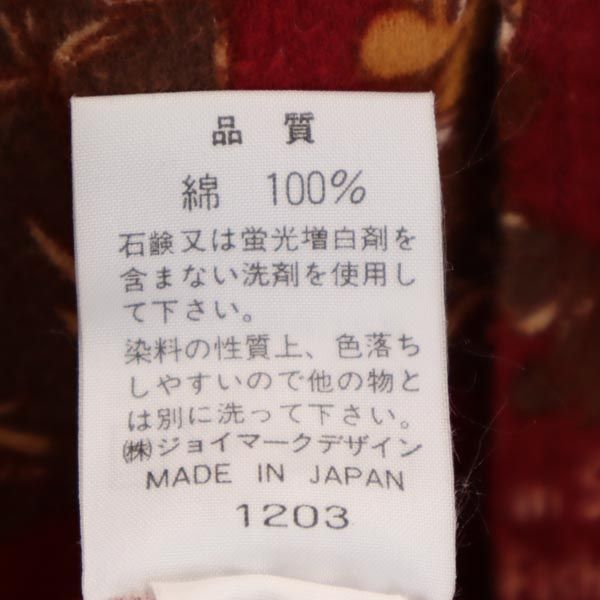 品質
綿 100%
石鹸又は蛍光増白剤を
含まない洗剤を使用し
て下さい。
染料の性質上、色落ち
しやすいので他の物と
は別に洗って下さい。
㈱ジョイマークデザイン
MADE IN JAPAN
1203